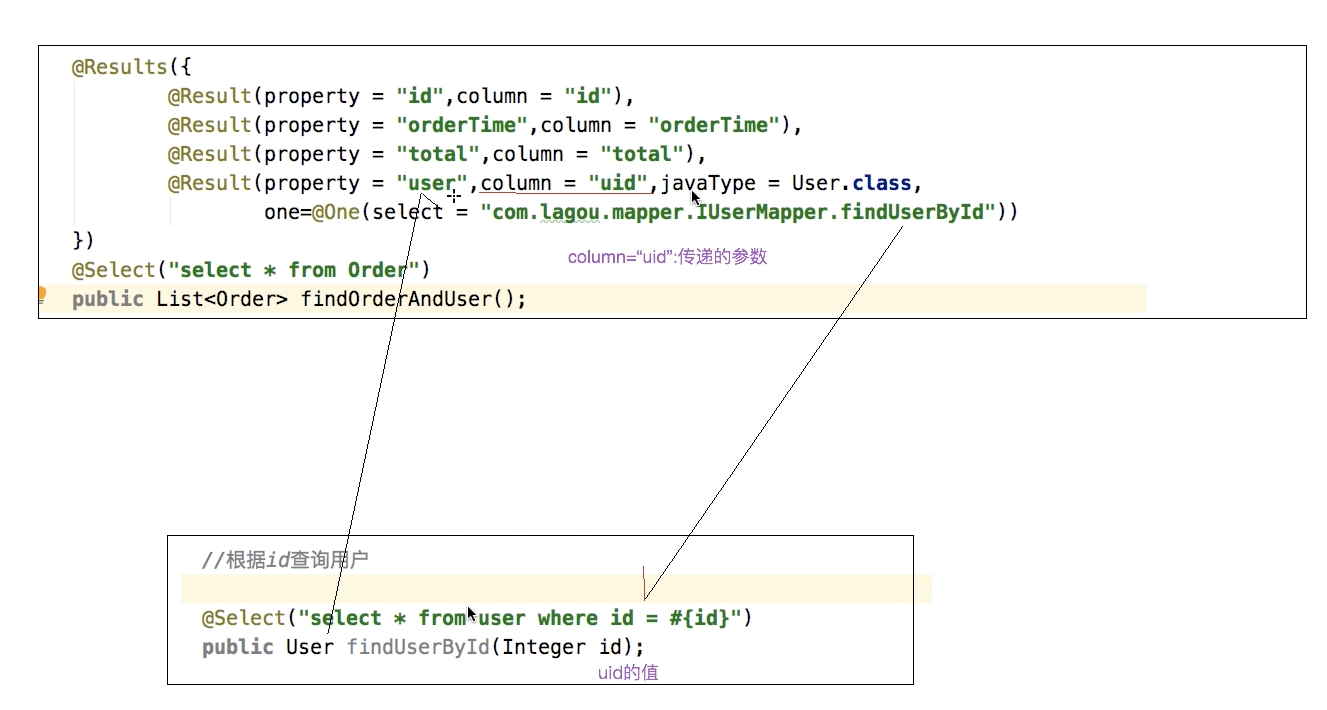 @Results({
@Result(property = "id",column = "id"),
@Result(property = "orderTime",column = "orderTime"),
@Result(property = "total",column = "total"),
@Result(property = "user",column = "uid",javaType = User.class,
one=@One(select = "com.lagou.mapper.IUserMapper.findUserById"))
})
column=“uid”:传递的参数
@Select("select * from Order")
public List<Order> findOrderAndUser();
//根据id查询用户
@Select("select * from user where id = #{id}")
public User findUserById(Integer id);
uid的值